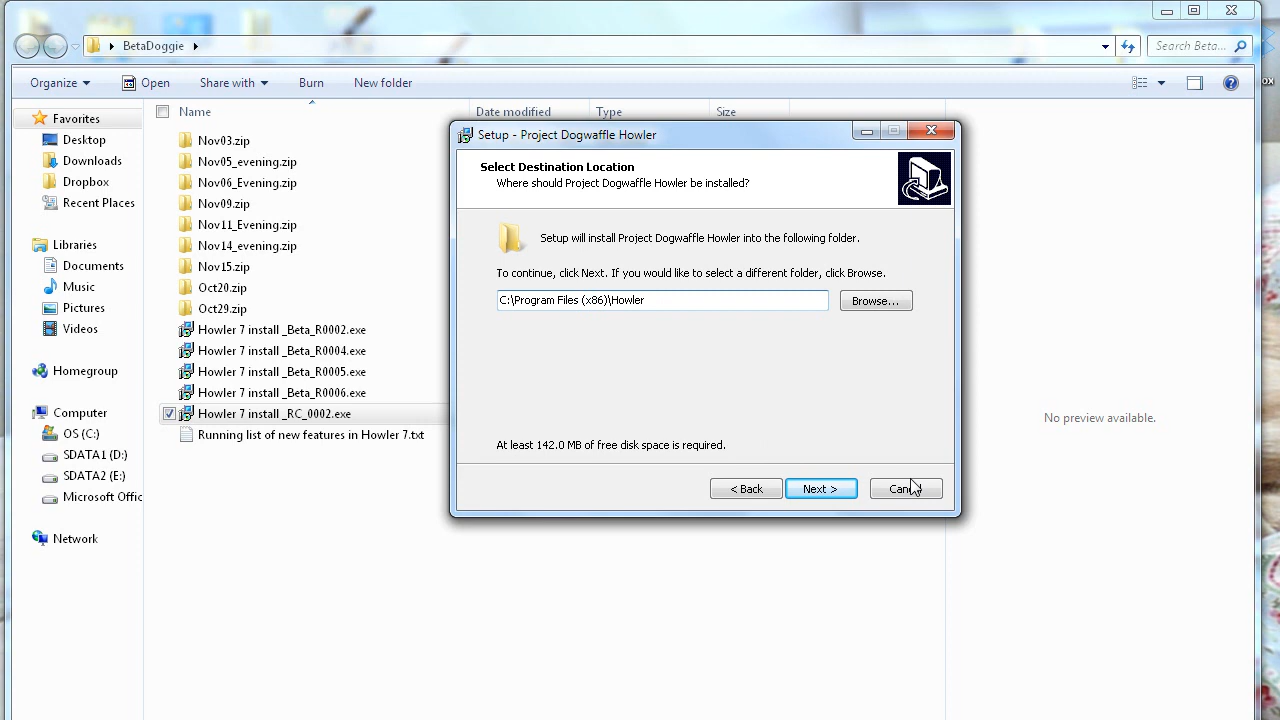 BetaDoggie
Search Beta...
Organize
Open
Share with
Burn
New folder
Name
Date modified
Type
Size
Favorites
Desktop
Downloads
Dropbox
Recent Places
Libraries
Documents
Music
Pictures
Videos
Homegroup
Computer
OS (C:)
SDATA1 (D:)
SDATA2 (E:)
Microsoft Offic
Network
Nov03.zip
Nov05_evening.zip
Nov06_Evening.zip
Nov09.zip
Nov11_Evening.zip
Nov14_evening.zip
Nov15.zip
Oct20.zip
Oct29.zip
Howler 7 install _Beta_R0002.exe
Howler 7 install _Beta_R0004.exe
Howler 7 install _Beta_R0005.exe
Howler 7 install _Beta_R0006.exe
Howler 7 install _RC_0002.exe
Running list of new features in Howler 7.txt
Setup - Project Dogwaffle Howler
Select Destination Location
Where should Project Dogwaffle Howler be installed?
Setup will install Project Dogwaffle Howler into the following folder.
To continue, click Next. If you would like to select a different folder, click Browse.
C:\Program Files (x86)\Howler
Browse...
At least 142.0 MB of free disk space is required.
< Back
Next >
Cancel
No preview available.
ox